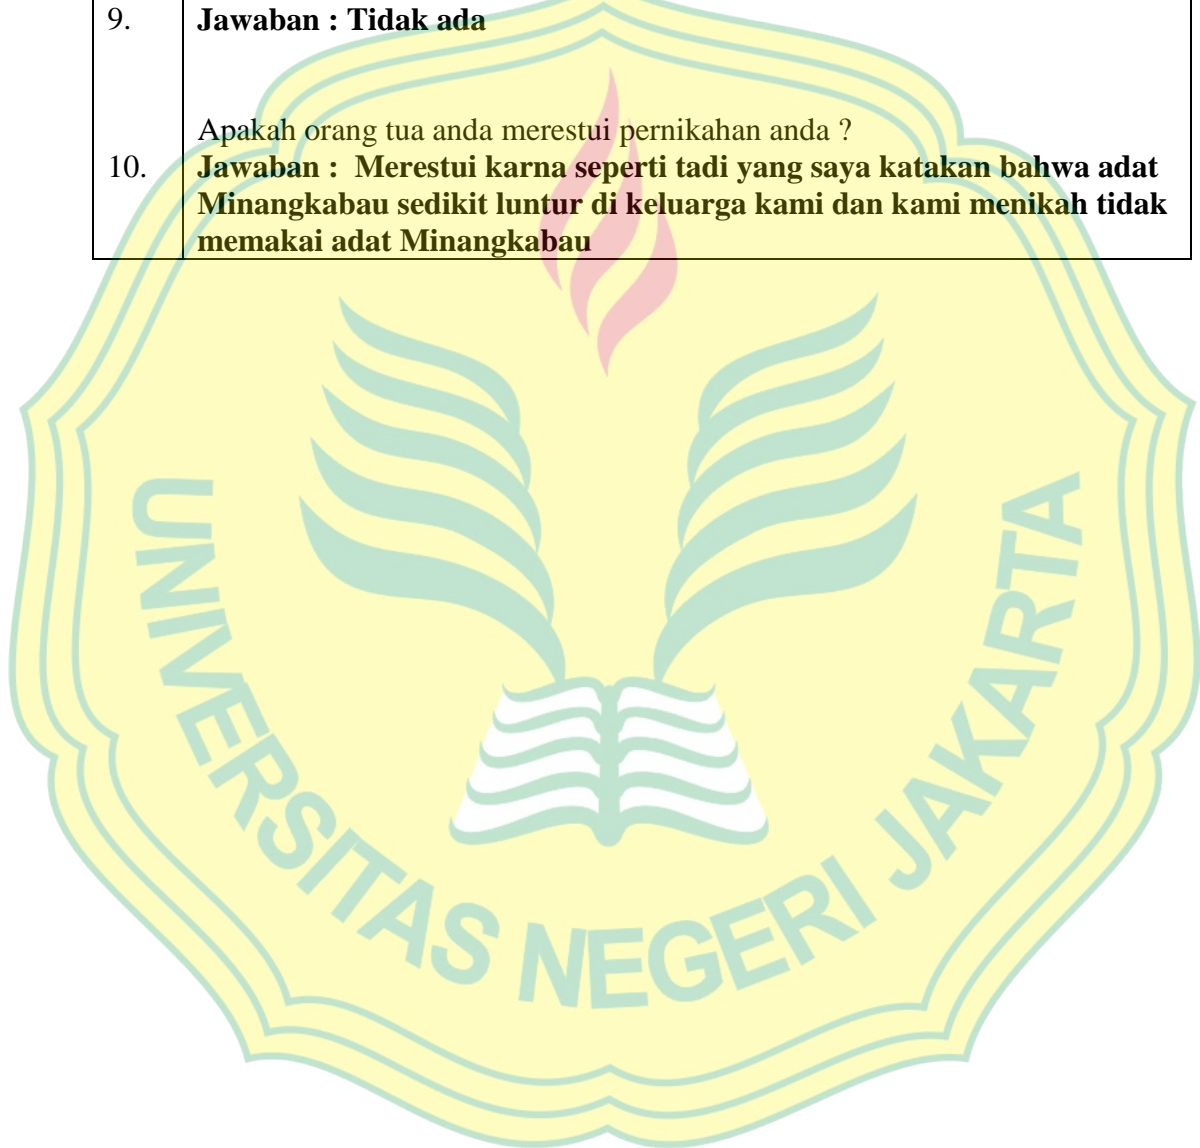 9. Jawaban : Tidak ada
Apakah orang tua anda merestui pernikahan anda ?
10. Jawaban : Merestui karna seperti tadi yang saya katakan bahwa adat
Minangkabau sedikit luntur di keluarga kami dan kami menikah tidak
memakai adat Minangkabau
UNIVERSITAS NEGERI JAKARTA